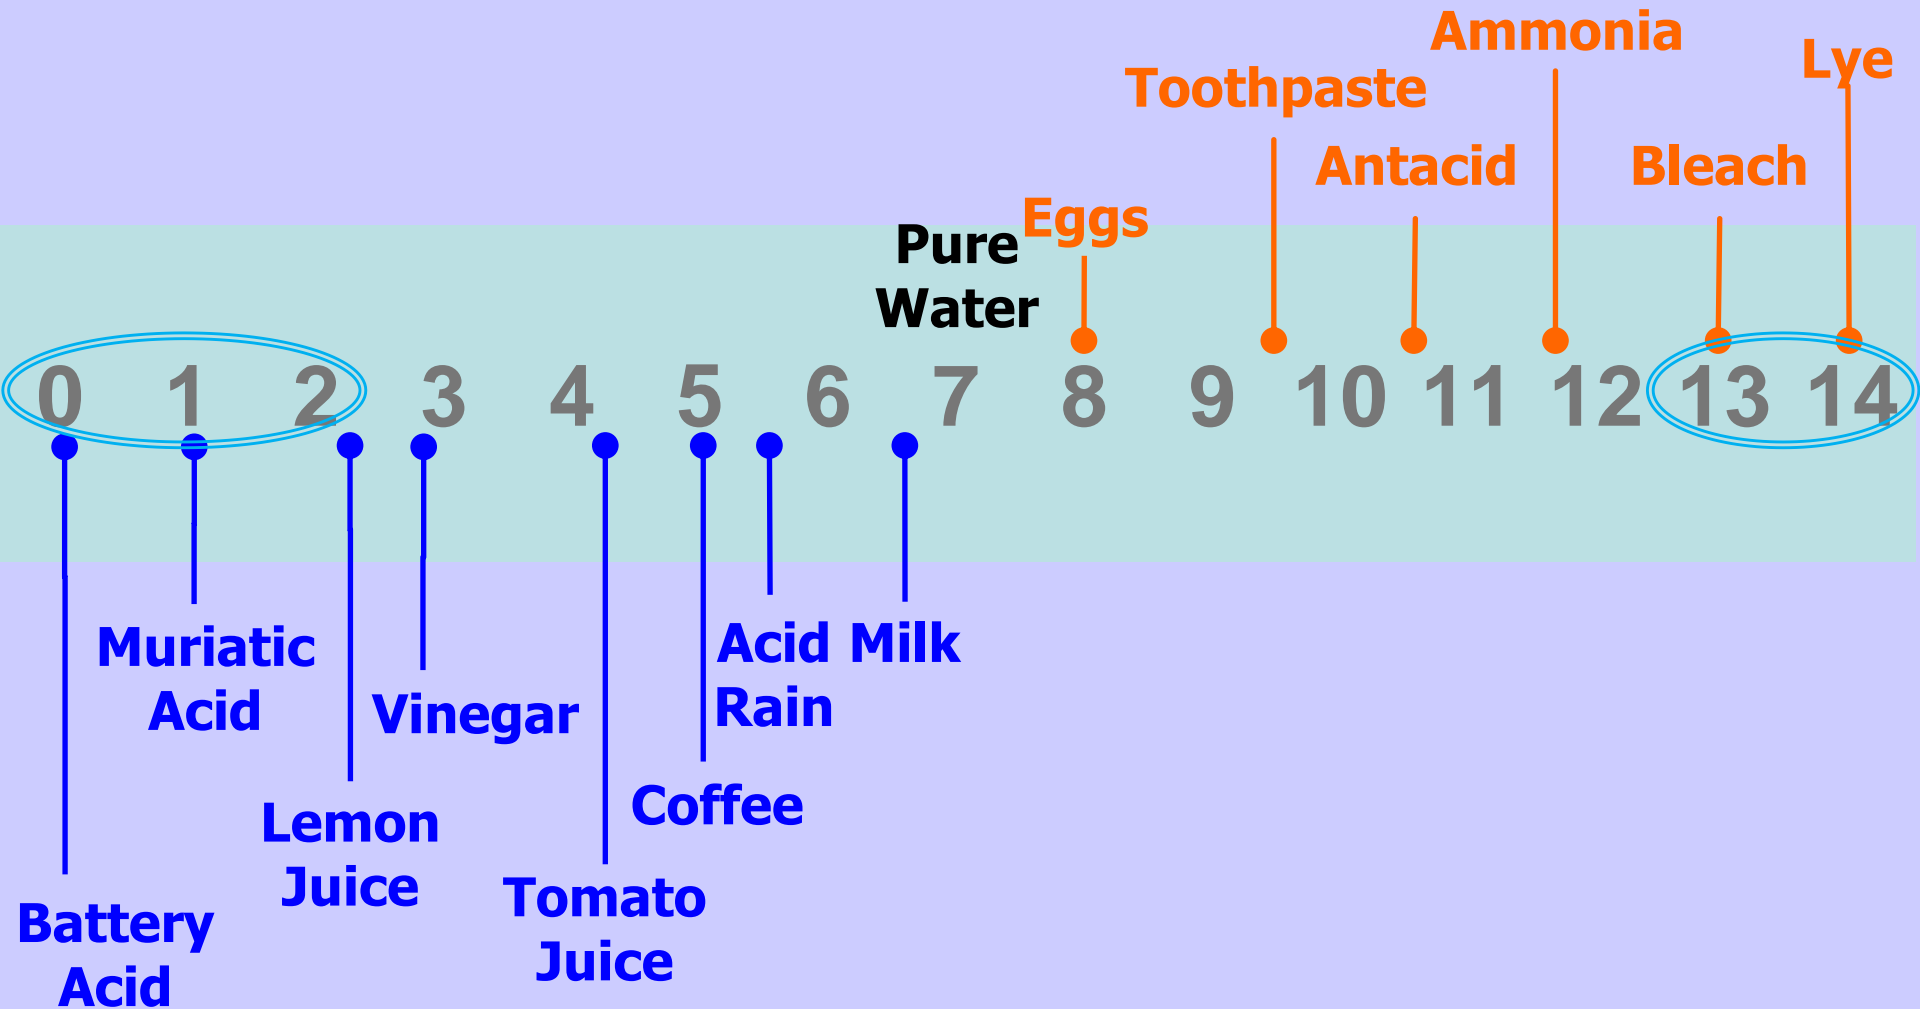 Ammonia
Lye
Toothpaste
Antacid
Bleach
Eggs
Pure
Water
0 1 2 3 4 5 6 7 8 9 10 11 12 13 14
Muriatic
Acid
Vinegar
Acid
Rain
Milk
Lemon
Juice
Coffee
Tomato
Juice
Battery
Acid